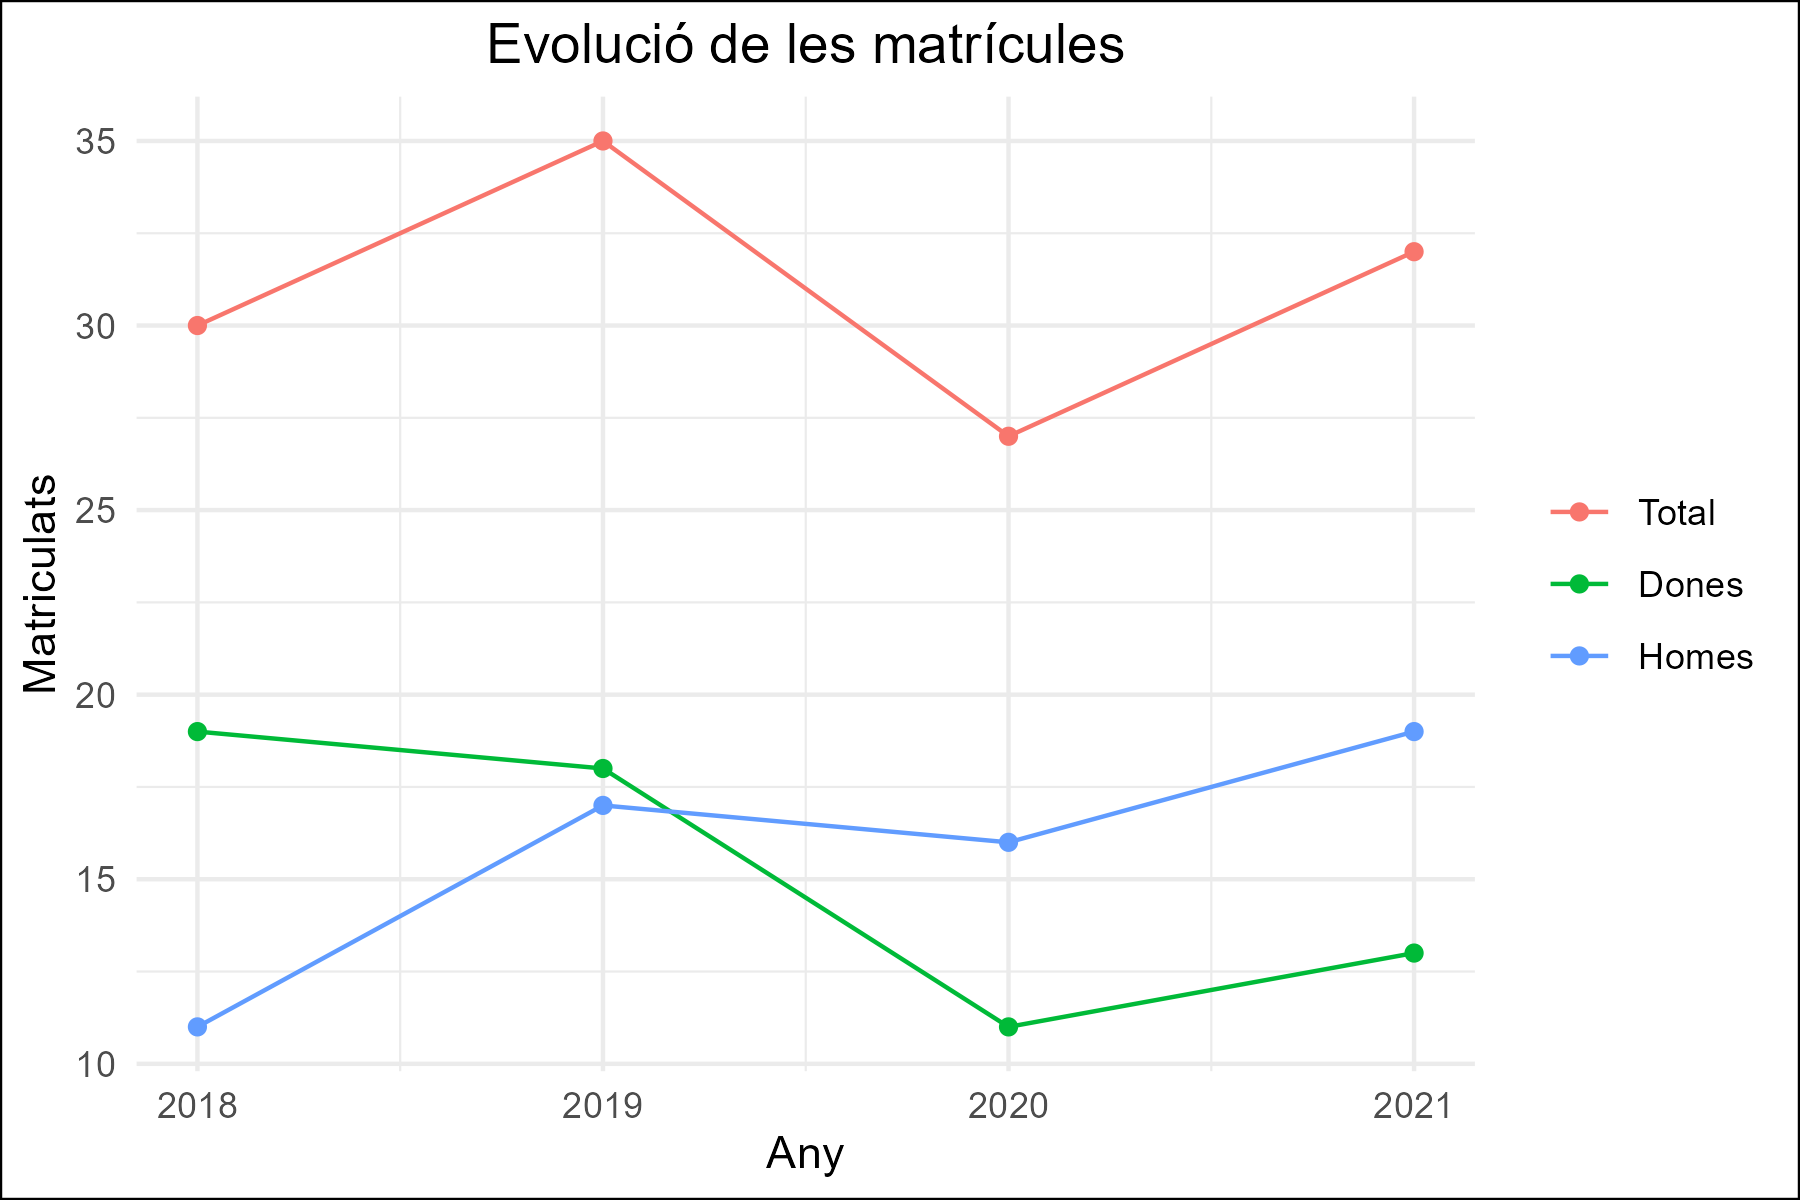 Evolució de les matrícules
35
30
25
20
15
10
Matriculats
2018
2019
2020
2021
Any
Total
Dones
Homes